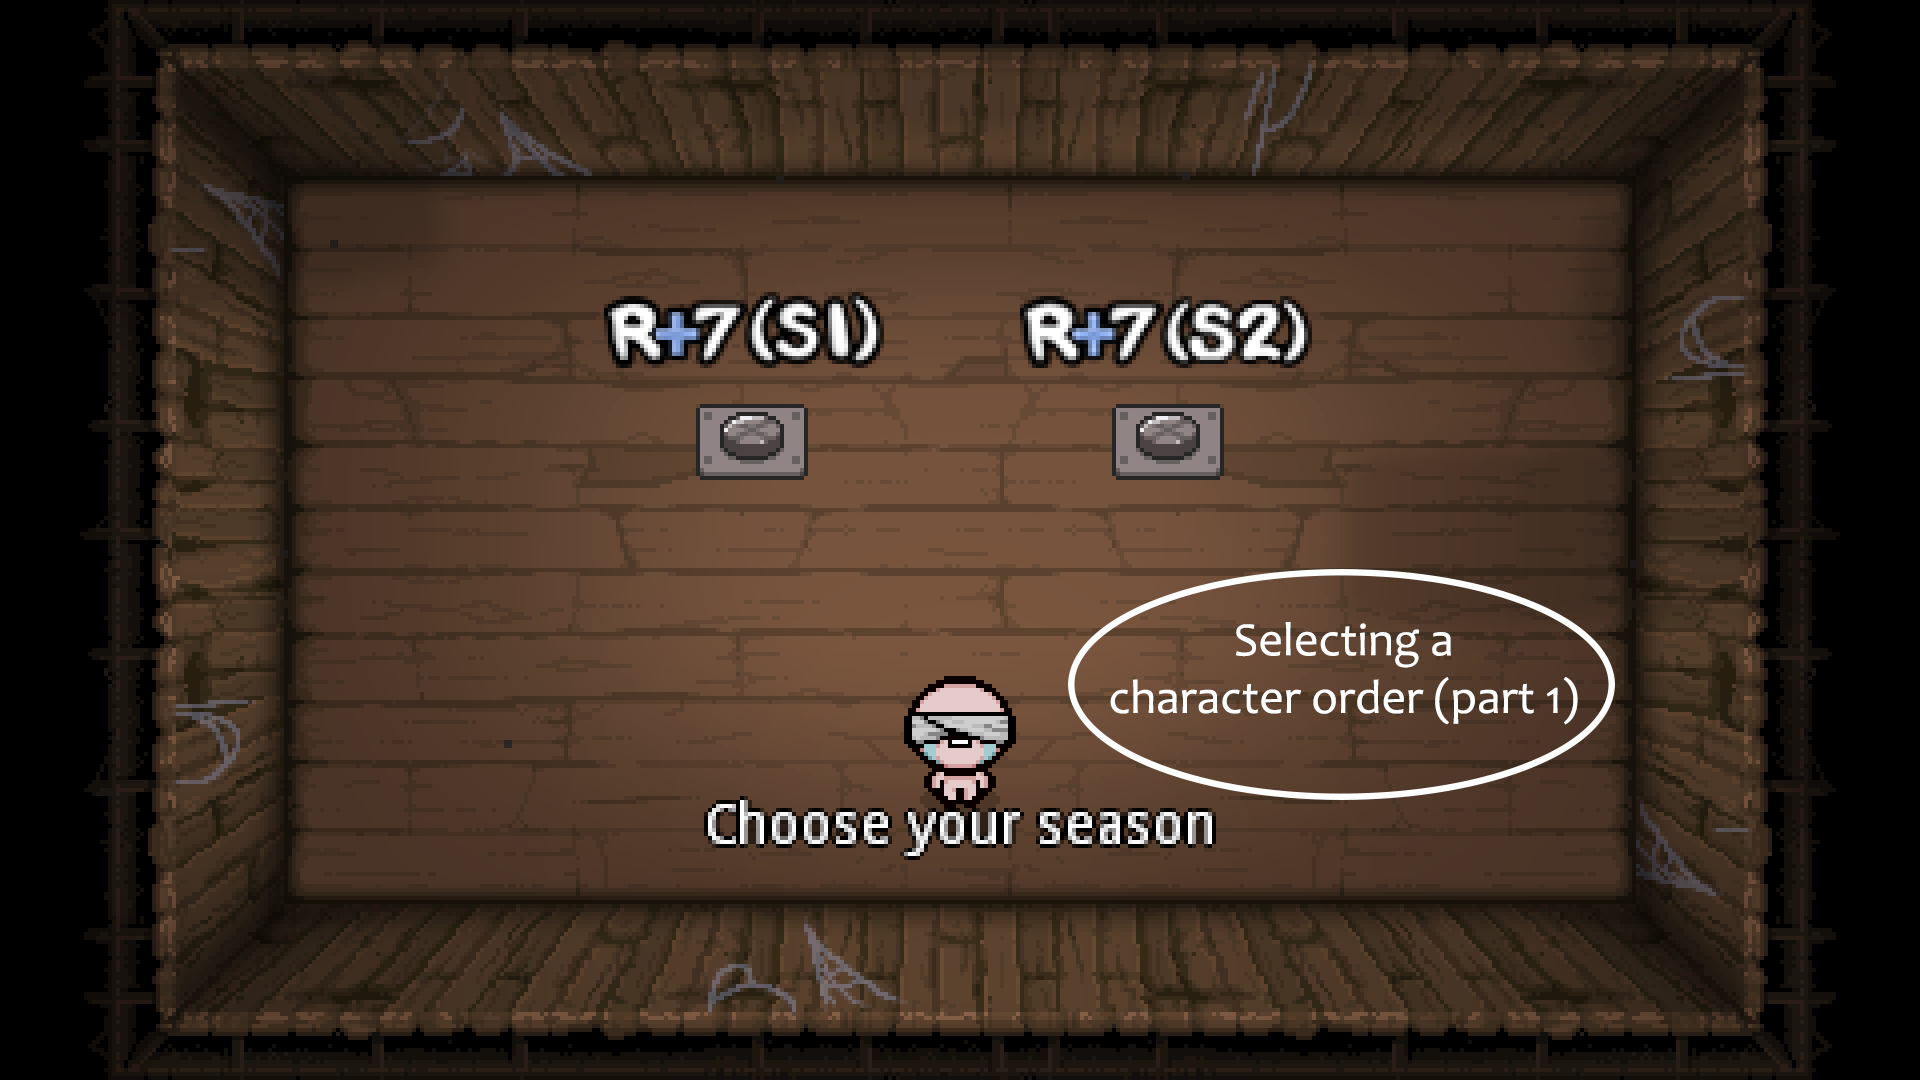 R+7(S1) R+7(S2)
Selecting a
character order (part 1)
Choose your season